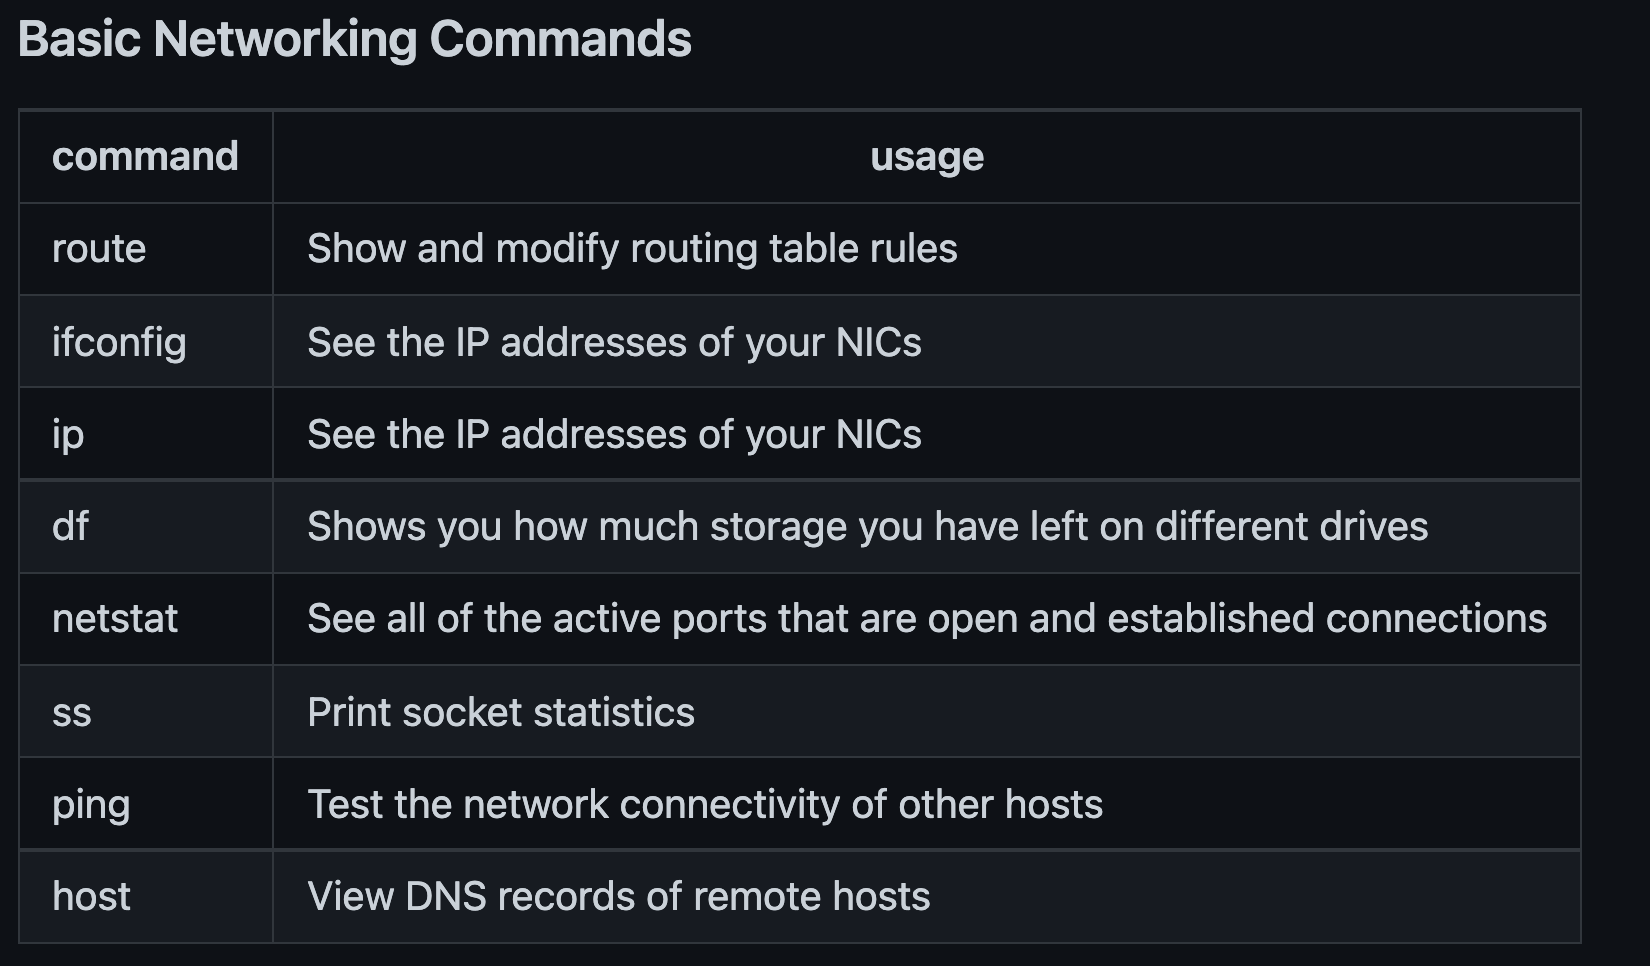 Basic Networking Commands
command usage
route Show and modify routing table rules
ifconfig See the IP addresses of your NICs
ip See the IP addresses of your NICs
df Shows you how much storage you have left on different drives
netstat See all of the active ports that are open and established connections
ss Print socket statistics
ping Test the network connectivity of other hosts
host View DNS records of remote hosts